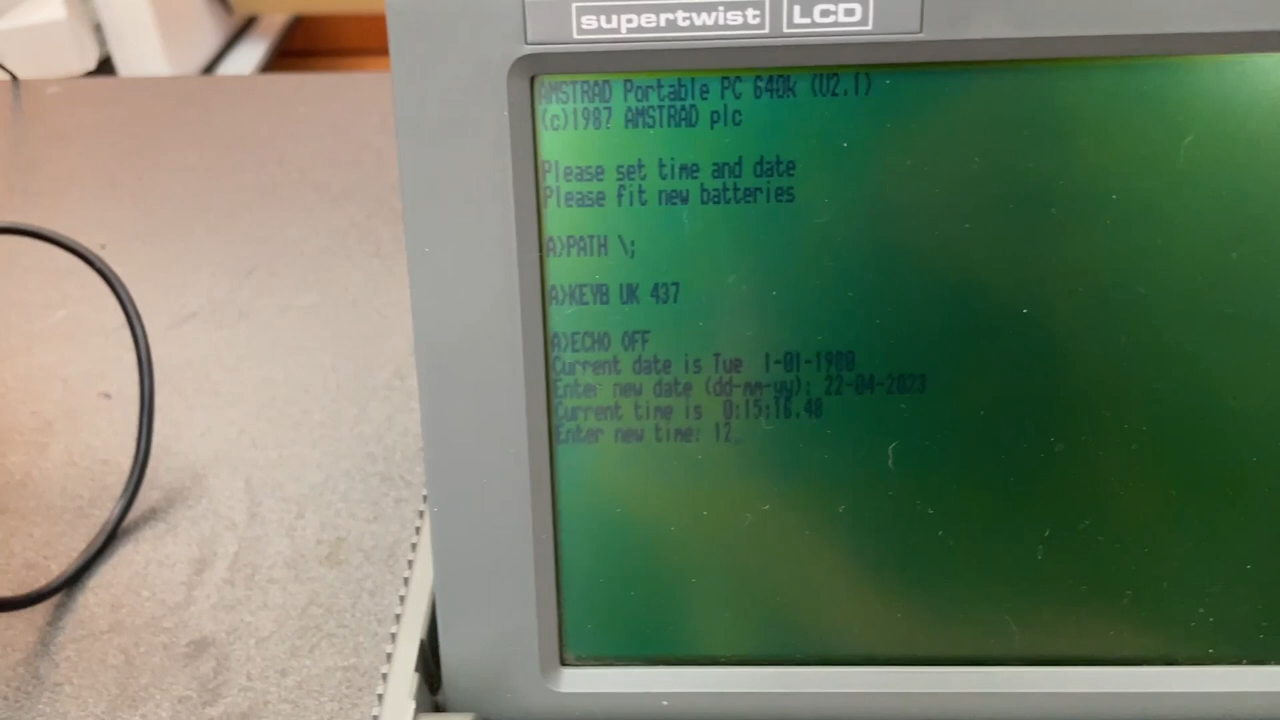 supertwist LCD
AMSTRAD Portable PC 640k (V2.1)
(c)1987 AMSTRAD plc
Please set time and date
Please fit new batteries
A>PATH \;
A>KEYB UK 437
A>ECHO OFF
Current date is Tue 1-01-1980
Enter new date (dd-mm-yy): 22-04-2023
Current time is 0:15:16.48
Enter new time: 12